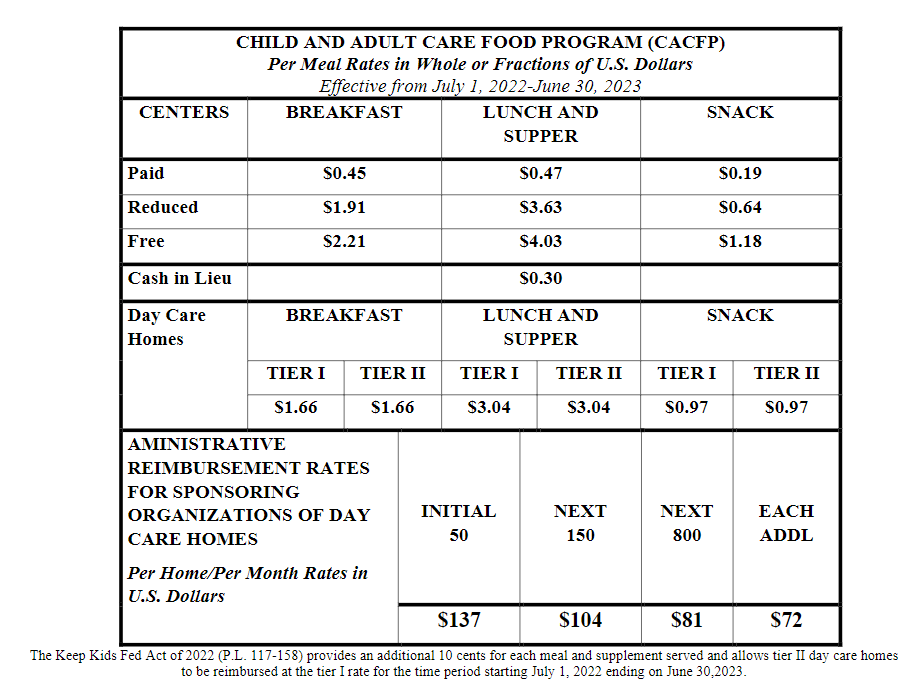 CHILD AND ADULT CARE FOOD PROGRAM (CACFP)
Per Meal Rates in Whole or Fractions of U.S. Dollars
Effective from July 1, 2022-June 30, 2023
CENTERS BREAKFAST LUNCH AND SUPPER SNACK
Paid $0.45 $0.47 $0.19
Reduced $1.91 $3.63 $0.64
Free $2.21 $4.03 $1.18
Cash in Lieu $0.30
Day Care Homes BREAKFAST LUNCH AND SUPPER SNACK
TIER I TIER II TIER I TIER II TIER I TIER II
$1.66 $1.66 $3.04 $3.04 $0.97 $0.97
AMINISTRATIVE
REIMBURSEMENT RATES
FOR SPONSORING
ORGANIZATIONS OF DAY
CARE HOMES
Per Home/Per Month Rates in
U.S. Dollars
INITIAL 50 NEXT 150 NEXT 800 EACH ADDL
$137 $104 $81 $72
The Keep Kids Fed Act of 2022 (P.L. 117-158) provides an additional 10 cents for each meal and supplement served and allows tier II day care homes
to be reimbursed at the tier I rate for the time period starting July 1, 2022 ending on June 30,2023.